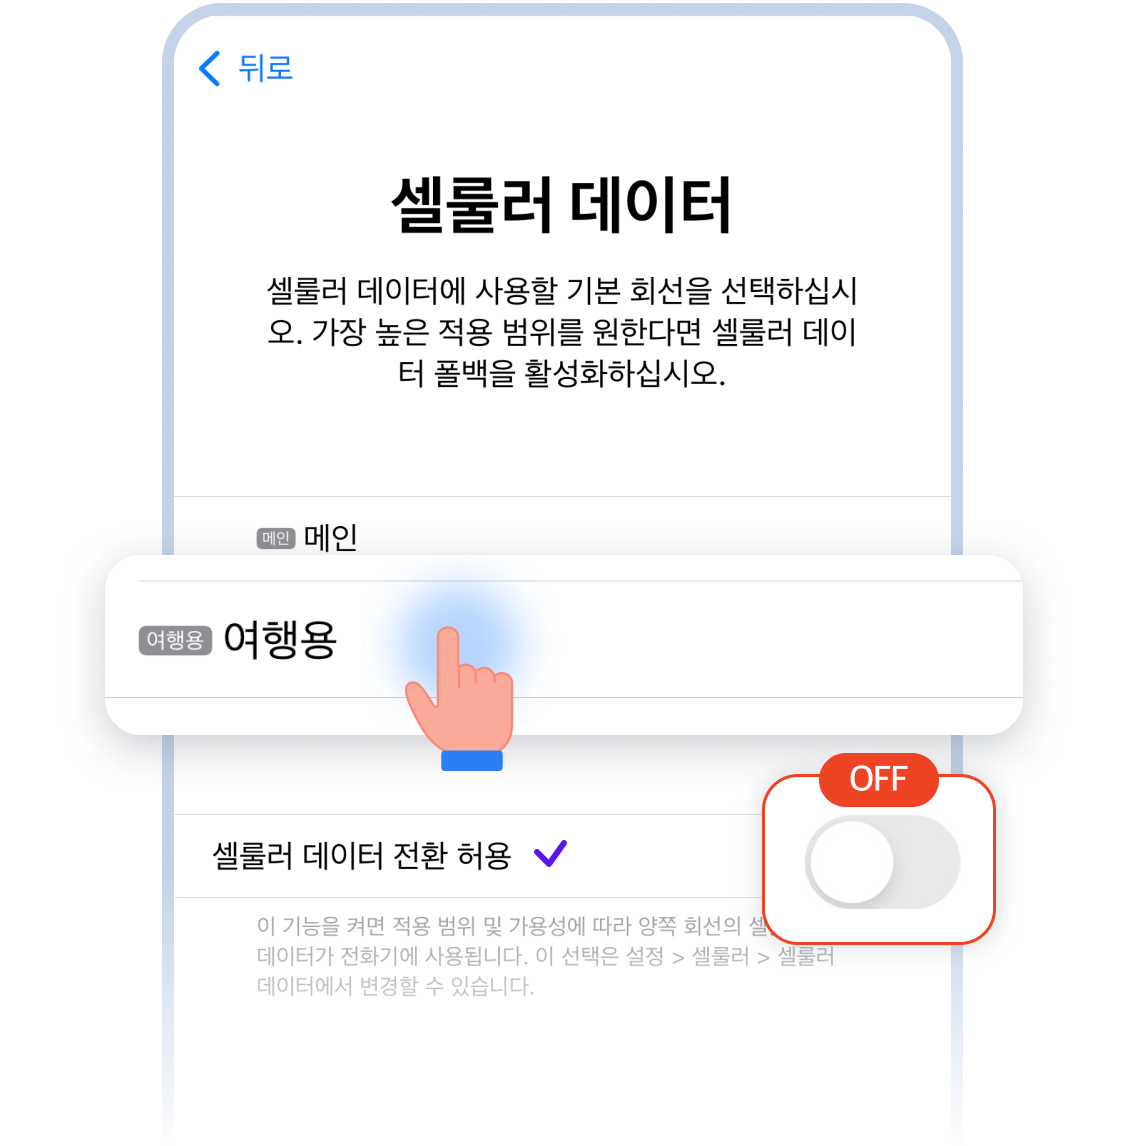 뒤로
셀룰러 데이터
셀룰러 데이터에 사용할 기본 회선을 선택하십시
오. 가장 높은 적용 범위를 원한다면 셀룰러 데이
터 폴백을 활성화하십시오.
메인 메인
여행용 여행용
OFF
셀룰러 데이터 전환 허용
이 기능을 켜면 적용 범위 및 가용성에 따라 양쪽 회선의
데이터가 전화기에 사용됩니다. 이 선택은 설정 > 셀룰러 > 셀룰러
데이터에서 변경할 수 있습니다.